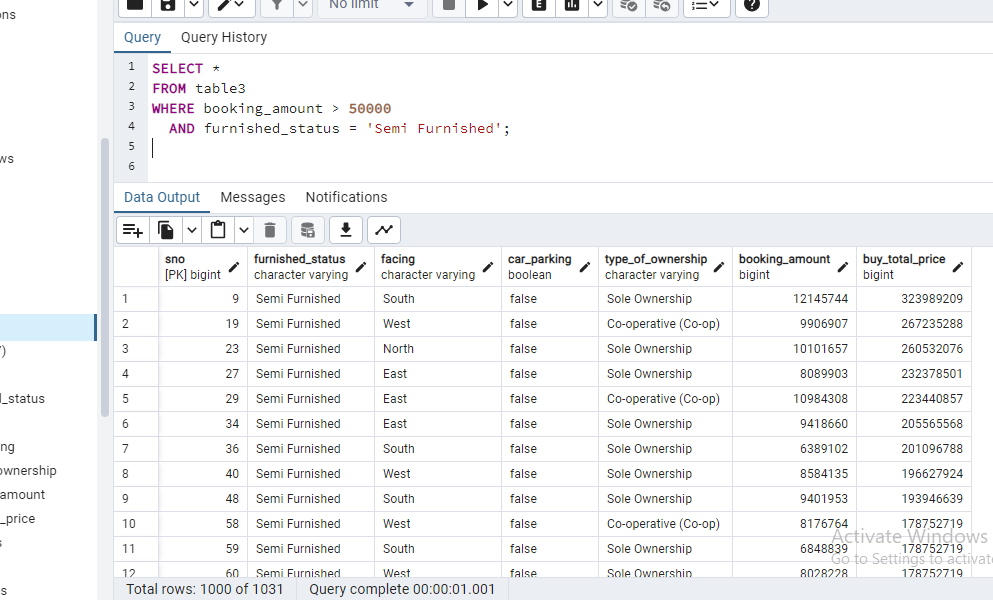 ons
No limit
E
Query Query History
1 SELECT *
2 FROM table3
3 WHERE booking_amount > 50000
4 AND furnished_status = 'Semi Furnished';
5
6
ws
')
l_status
ng
ownership
amount
_price
s
s
Data Output Messages Notifications
sno furnished_status facing car_parking type_of_ownership booking_amount buy_total_price
[PK] bigint character varying character varying boolean character varying bigint bigint
1 9 Semi Furnished South false Sole Ownership 12145744 323989209
2 19 Semi Furnished West false Co-operative (Co-op) 9906907 267235288
3 23 Semi Furnished North false Sole Ownership 10101657 260532076
4 27 Semi Furnished East false Sole Ownership 8089903 232378501
5 29 Semi Furnished East false Co-operative (Co-op) 10984308 223440857
6 34 Semi Furnished East false Sole Ownership 9418660 205565568
7 36 Semi Furnished South false Sole Ownership 6389102 201096788
8 40 Semi Furnished West false Sole Ownership 8584135 196627924
9 48 Semi Furnished South false Sole Ownership 9401953 193946639
10 58 Semi Furnished West false Co-operative (Co-op) 8176764 178752719
11 59 Semi Furnished South false Sole Ownership 6848839 178752719
12 60 Semi Furnished West false Sole Ownership 8028228 178752719
Activate Windows
Go to Settings to activate
Total rows: 1000 of 1031 Query complete 00:00:01.001